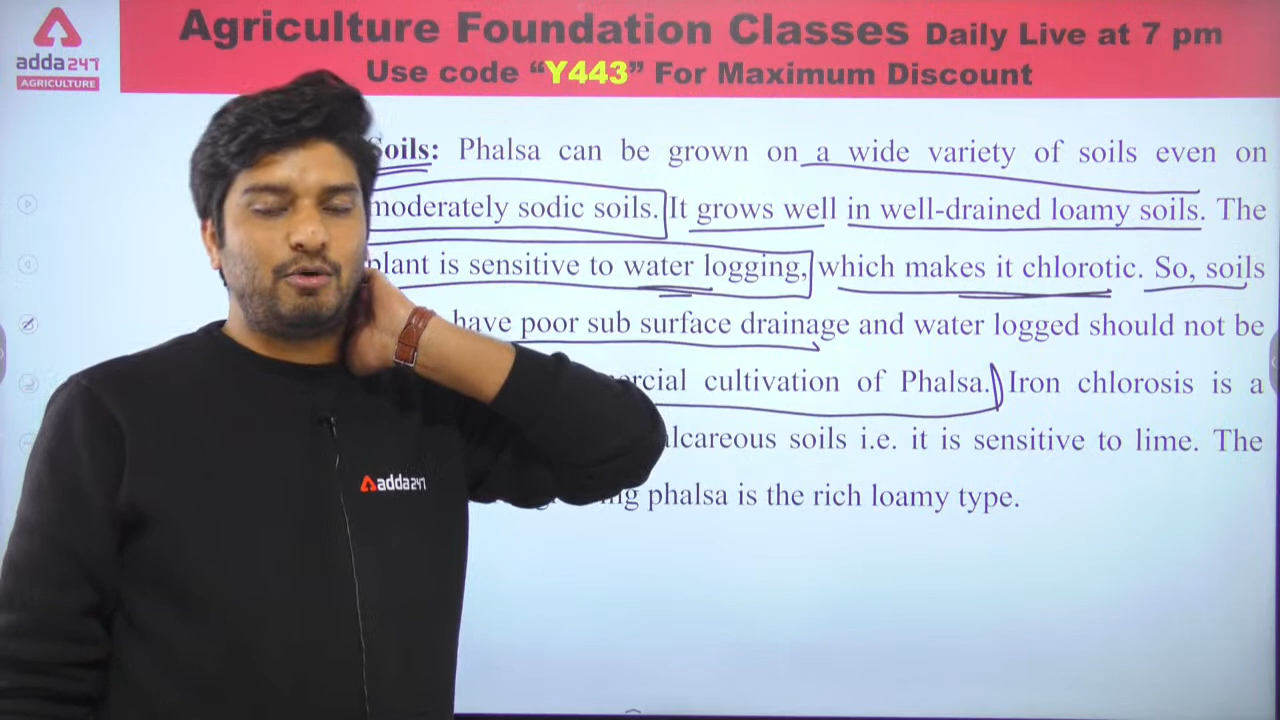 Agriculture Foundation Classes Daily Live at 7 pm
Use code “Y443” For Maximum Discount
adda247
AGRICULTURE
Soils: Phalsa can be grown on a wide variety of soils even on
moderately sodic soils. It grows well in well-drained loamy soils. The
plant is sensitive to water logging, which makes it chlorotic. So, soils
have poor sub surface drainage and water logged should not be
cultivation of Phalsa. Iron chlorosis is a
soils i.e. it is sensitive to lime. The
phalsa is the rich loamy type.
adda247